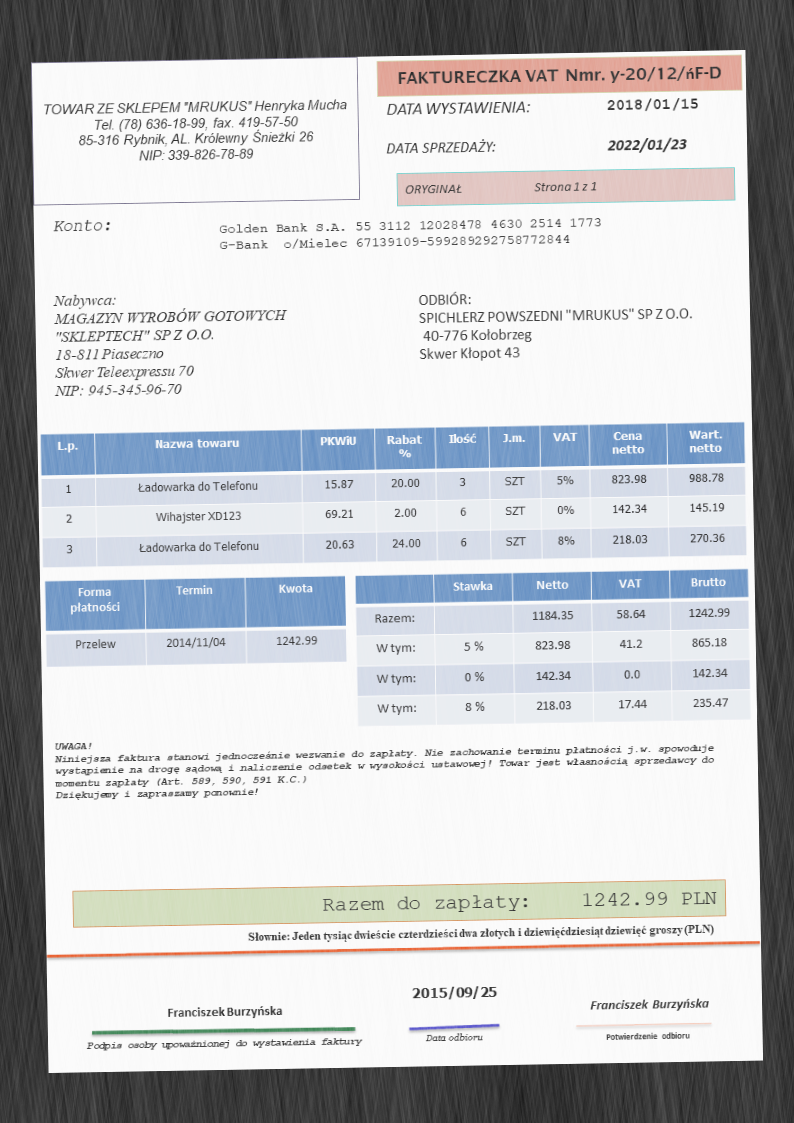 TOWAR ZE SKLEPEM "MRUKUS" Henryka Mucha
Tel. (78) 636-18-99, fax. 419-57-50
85-316 Rybnik, AL. Królewny Śnieżki 26
NIP: 339-826-78-89
FAKTURECZKA VAT Nmr. y-20/12/ńF-D
DATA WYSTAWIENIA: 2018/01/15
DATA SPRZEDAŻY: 2022/01/23
ORYGINAŁ Strona 1 z 1
Konto: Golden Bank S.A. 55 3112 12028478 4630 2514 1773
G-Bank o/Mielec 67139109-599289292758772844
Nabywca:
MAGAZYN WYROBÓW GOTOWYCH
"SKLEPTECH" SP Z O.O.
18-811 Piaseczno
Skwer Teleexpressu 70
NIP: 945-345-96-70
ODBIÓR:
SPICHLERZ POWSZEDNI "MRUKUS" SP Z O.O.
40-776 Kołobrzeg
Skwer Kłopot 43
L.p. Nazwa towaru PKWiU Rabat % Ilość J.m. VAT Cena netto Wart. netto
1 Ładowarka do Telefonu 15.87 20.00 3 SZT 5% 823.98 988.78
2 Wihajster XD123 69.21 2.00 6 SZT 0% 142.34 145.19
3 Ładowarka do Telefonu 20.63 24.00 6 SZT 8% 218.03 270.36
Forma płatności Termin Kwota
Przelew 2014/11/04 1242.99
Stawka Netto VAT Brutto
Razem: 1184.35 58.64 1242.99
W tym: 5 % 823.98 41.2 865.18
W tym: 0 % 142.34 0.0 142.34
W tym: 8 % 218.03 17.44 235.47
UWAGA!
Niniejsza faktura stanowi jednocześnie wezwanie do zapłaty. Nie zachowanie terminu płatności j.w. spowoduje
wystąpienie na drogę sądową i naliczenie odsetek w wysokości ustawowej! Towar jest własnością sprzedawcy do
momentu zapłaty (Art. 589, 590, 591 K.C.)
Dziękujemy i zapraszamy ponownie!
Razem do zapłaty: 1242.99 PLN
Słownie: Jeden tysiąc dwieście czterdzieści dwa złotych i dziewięćdziesiąt dziewięć groszy (PLN)
Franciszek Burzyńska
Podpis osoby upoważnionej do wystawienia faktury
2015/09/25
Data odbioru
Franciszek Burzyńska
Potwierdzenie odbioru